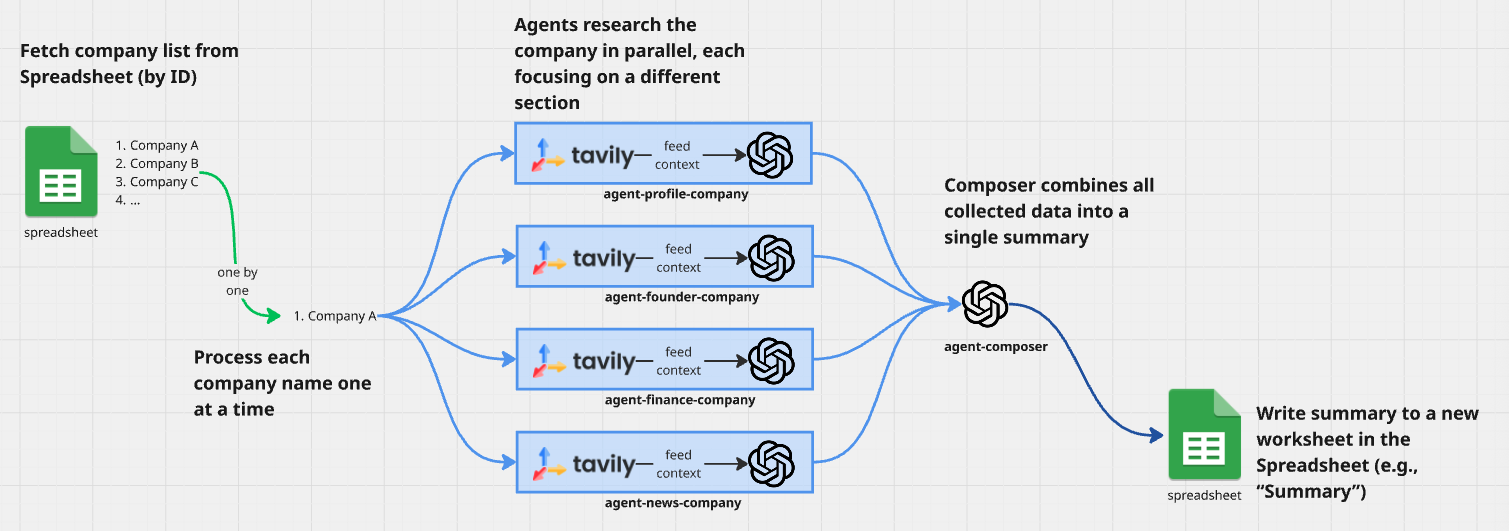 Fetch company list from
Spreadsheet (by ID)
1. Company A
2. Company B
3. Company C
4. ...
spreadsheet
one by
one
1. Company A
Process each
company name one
at a time
Agents research the
company in parallel, each
focusing on a different
section
tavily
feed
context
agent-profile-company
tavily
feed
context
agent-founder-company
tavily
feed
context
agent-finance-company
tavily
feed
context
agent-news-company
Composer combines all
collected data into a
single summary
agent-composer
spreadsheet
Write summary to a new
worksheet in the
Spreadsheet (e.g.,
“Summary”)